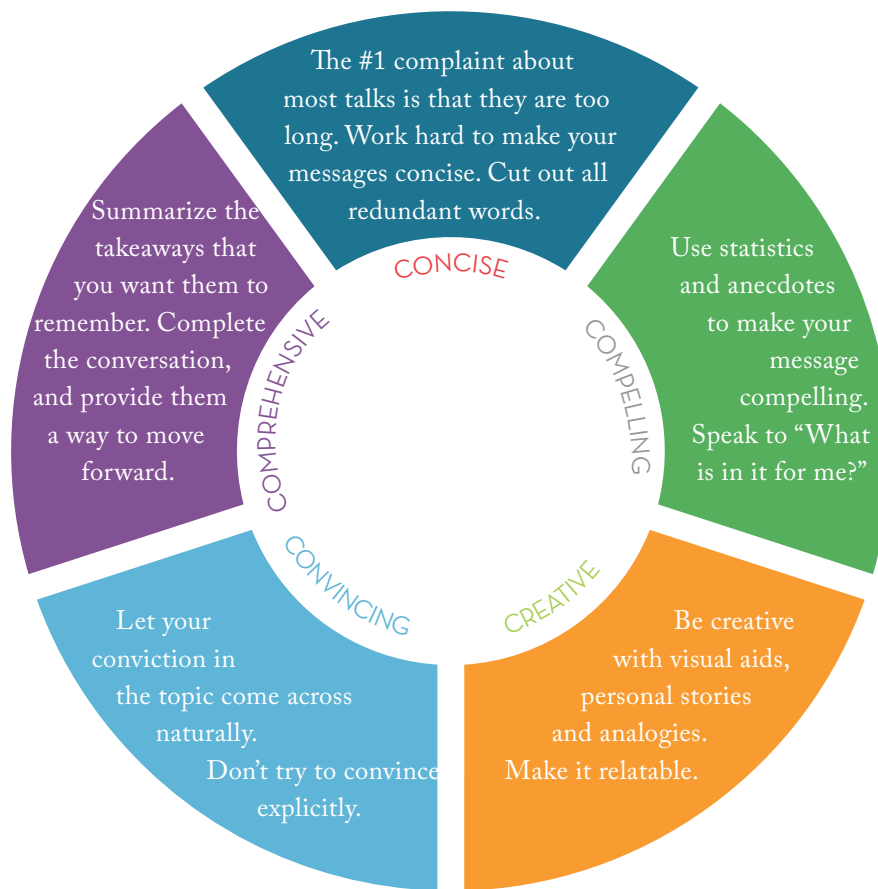 The #1 complaint about
most talks is that they are too
long. Work hard to make your
messages concise. Cut out all
redundant words.
CONCISE
Use statistics
and anecdotes
to make your
message
compelling.
Speak to “What
is in it for me?”
COMPELLING
Be creative
with visual aids,
personal stories
and analogies.
Make it relatable.
CREATIVE
Let your
conviction in
the topic come across
naturally.
Don’t try to convince
explicitly.
CONVINCING
Summarize the
takeaways that
you want them to
remember. Complete
the conversation,
and provide them
a way to move
forward.
COMPREHENSIVE